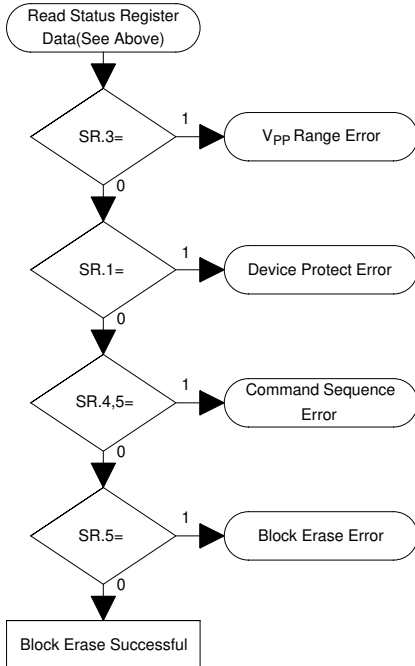 Read Status Register
Data(See Above)
SR.3=
1
VPP Range Error
0
SR.1=
1
Device Protect Error
0
SR.4,5=
1
Command Sequence
Error
0
SR.5=
1
Block Erase Error
0
Block Erase Successful